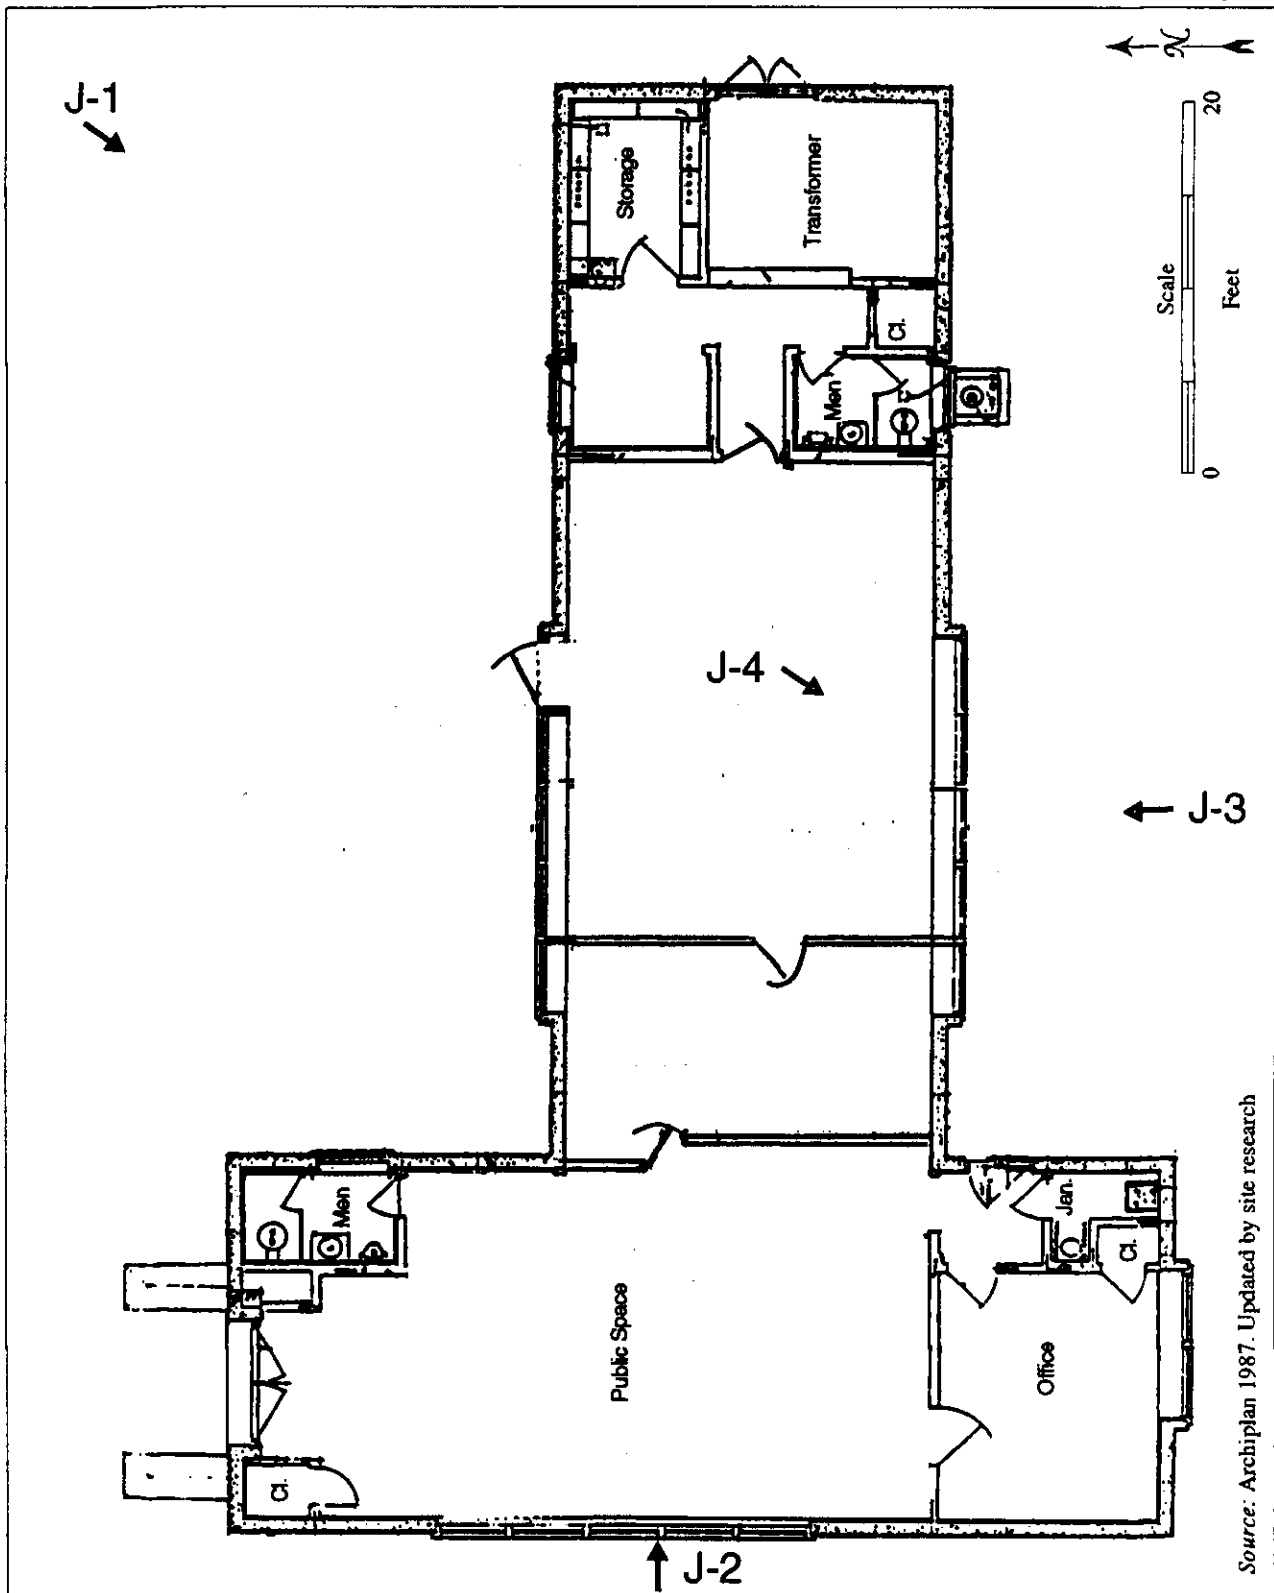 J-1
Storage
Transformer
Cl.
Men
J-4
J-3
Men
Jan.
Cl.
Public Space
Office
Cl.
J-2
N
Scale
0
20
Feet
Source: Archiplan 1987. Updated by site research